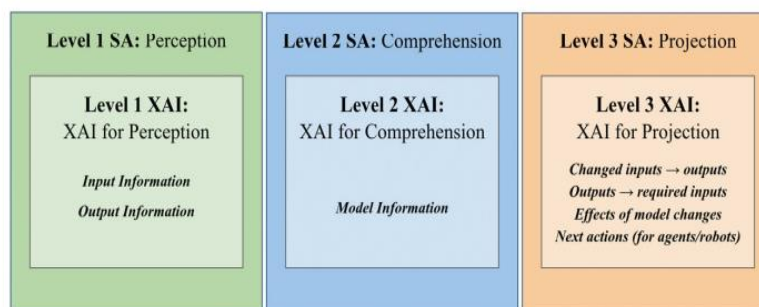 Level 1 SA: Perception
Level 1 XAI:
XAI for Perception
Input Information
Output Information
Level 2 SA: Comprehension
Level 2 XAI:
XAI for Comprehension
Model Information
Level 3 SA: Projection
Level 3 XAI:
XAI for Projection
Changed inputs → outputs
Outputs → required inputs
Effects of model changes
Next actions (for agents/robots)